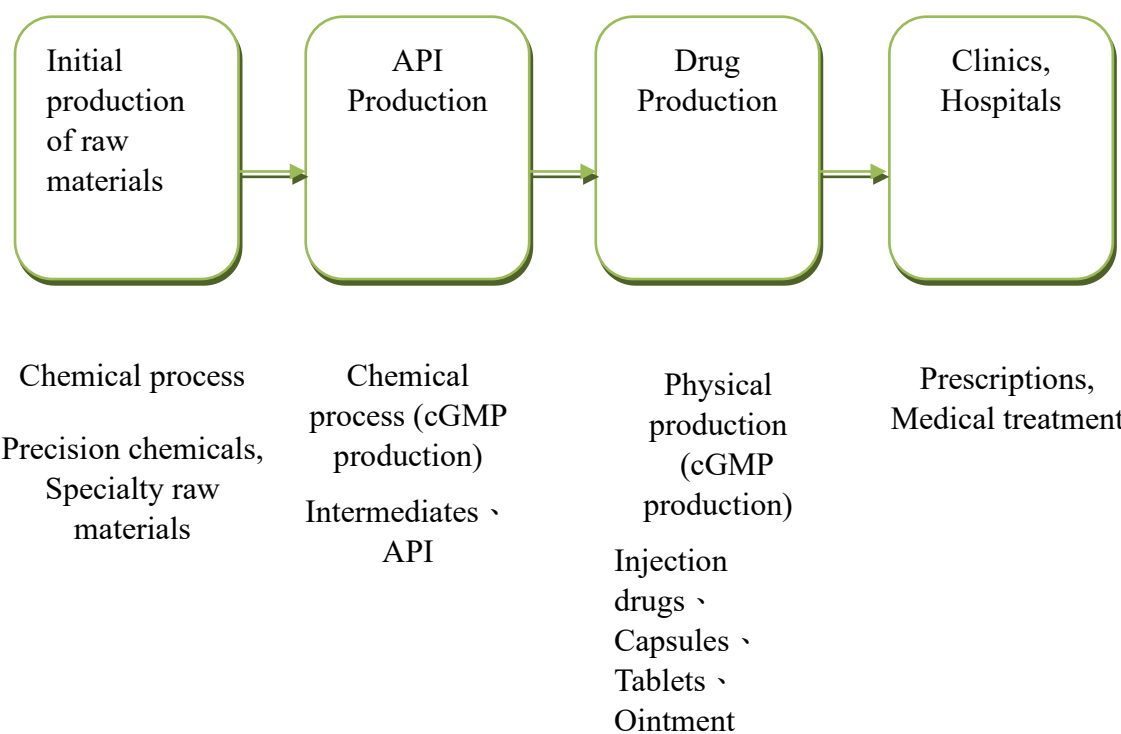 Initial
production
of raw
materials
API
Production
Drug
Production
Clinics,
Hospitals
Chemical process
Precision chemicals,
Specialty raw
materials
Chemical
process (cGMP
production)
Intermediates、
API
Physical
production
(cGMP
production)
Injection
drugs、
Capsules、
Tablets、
Ointment
Prescriptions,
Medical treatment